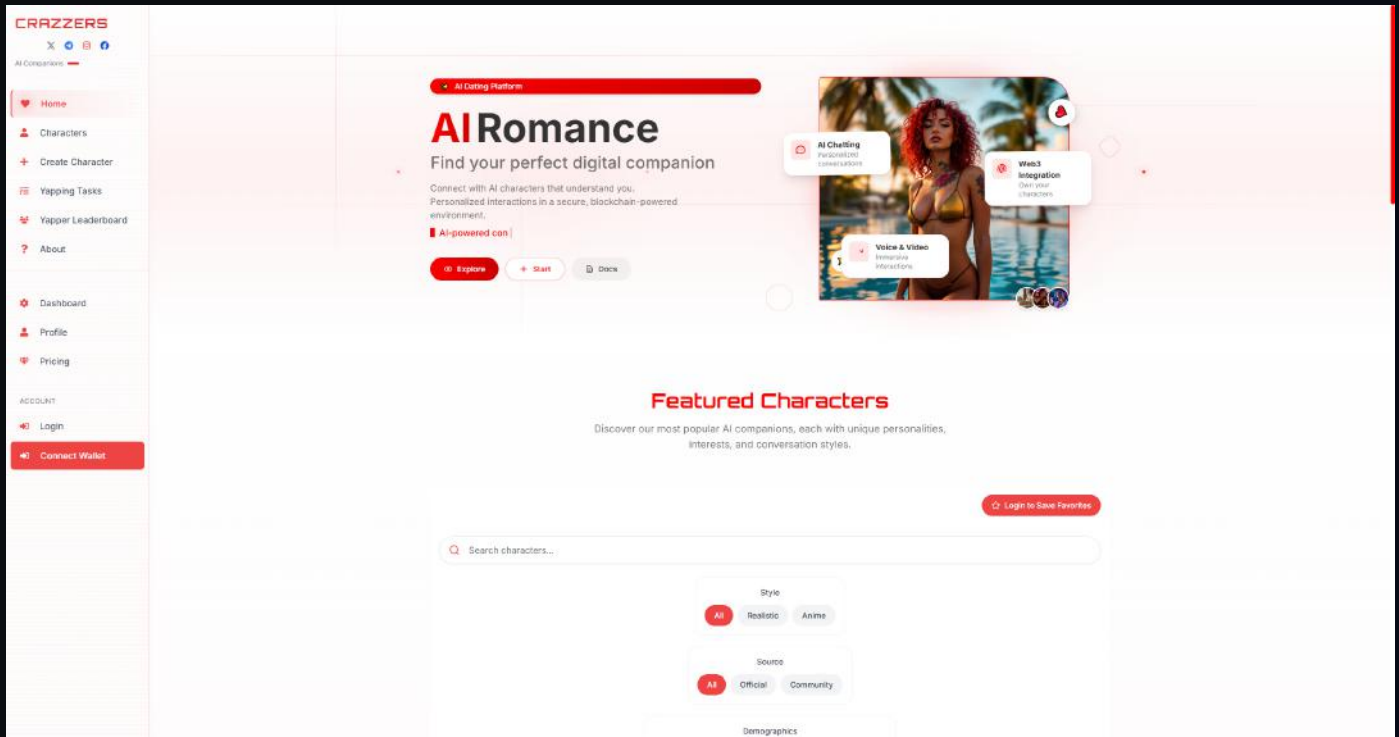 CRAZZERS
AI Companions
Home
Characters
Create Character
Yapping Tasks
Yapper Leaderboard
About
Dashboard
Profile
Pricing
ACCOUNT
Login
Connect Wallet
AI Dating Platform
AI Romance
Find your perfect digital companion
Connect with AI characters that understand you.
Personalized interactions in a secure, blockchain-powered
environment.
AI-powered con
Explore
Start
Docs
AI Chatting
Personalized
conversations
Web3
Integration
Own your
characters
Voice & Video
Immersive
interactions
Featured Characters
Discover our most popular AI companions, each with unique personalities,
interests, and conversation styles.
Login to Save Favorites
Search characters...
Style
All
Realistic
Anime
Source
All
Official
Community
Demographics